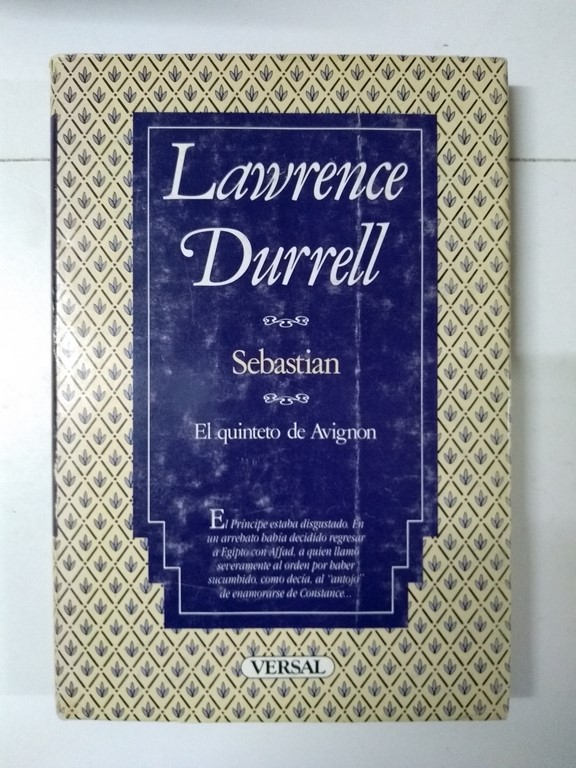 Lawrence
Durrell
Sebastian
El quinteto de Avignon
El Príncipe estaba disgustado. En
un arrebato había decidido regresar
a Egipto con Affad, a quien llamó
severamente al orden por haber
sucumbido, como decía, al "antojo"
de enamorarse de Constance...
VERSAL